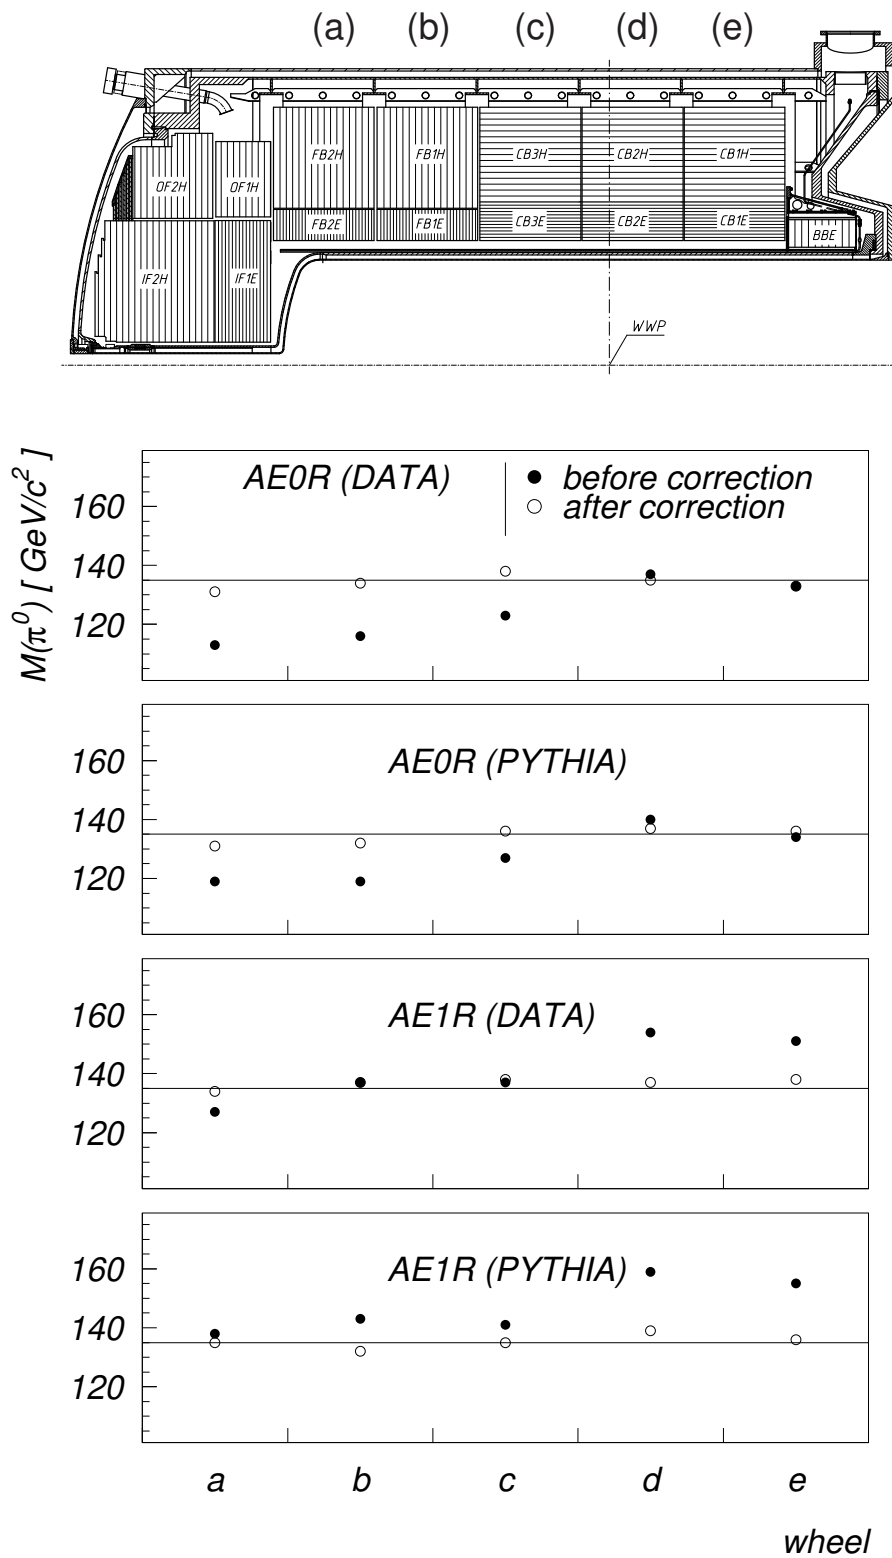 (a) (b) (c) (d) (e)
FB2H FB1H CB3H CB2H CB1H
OF2H OF1H
FB2E FB1E CB3E CB2E CB1E
BBE
IF2H IF1E
WWP
M(π⁰) [ GeV/c² ]
AE0R (DATA)
before correction
after correction
160
140
120
AE0R (PYTHIA)
160
140
120
AE1R (DATA)
160
140
120
AE1R (PYTHIA)
160
140
120
a b c d e
wheel